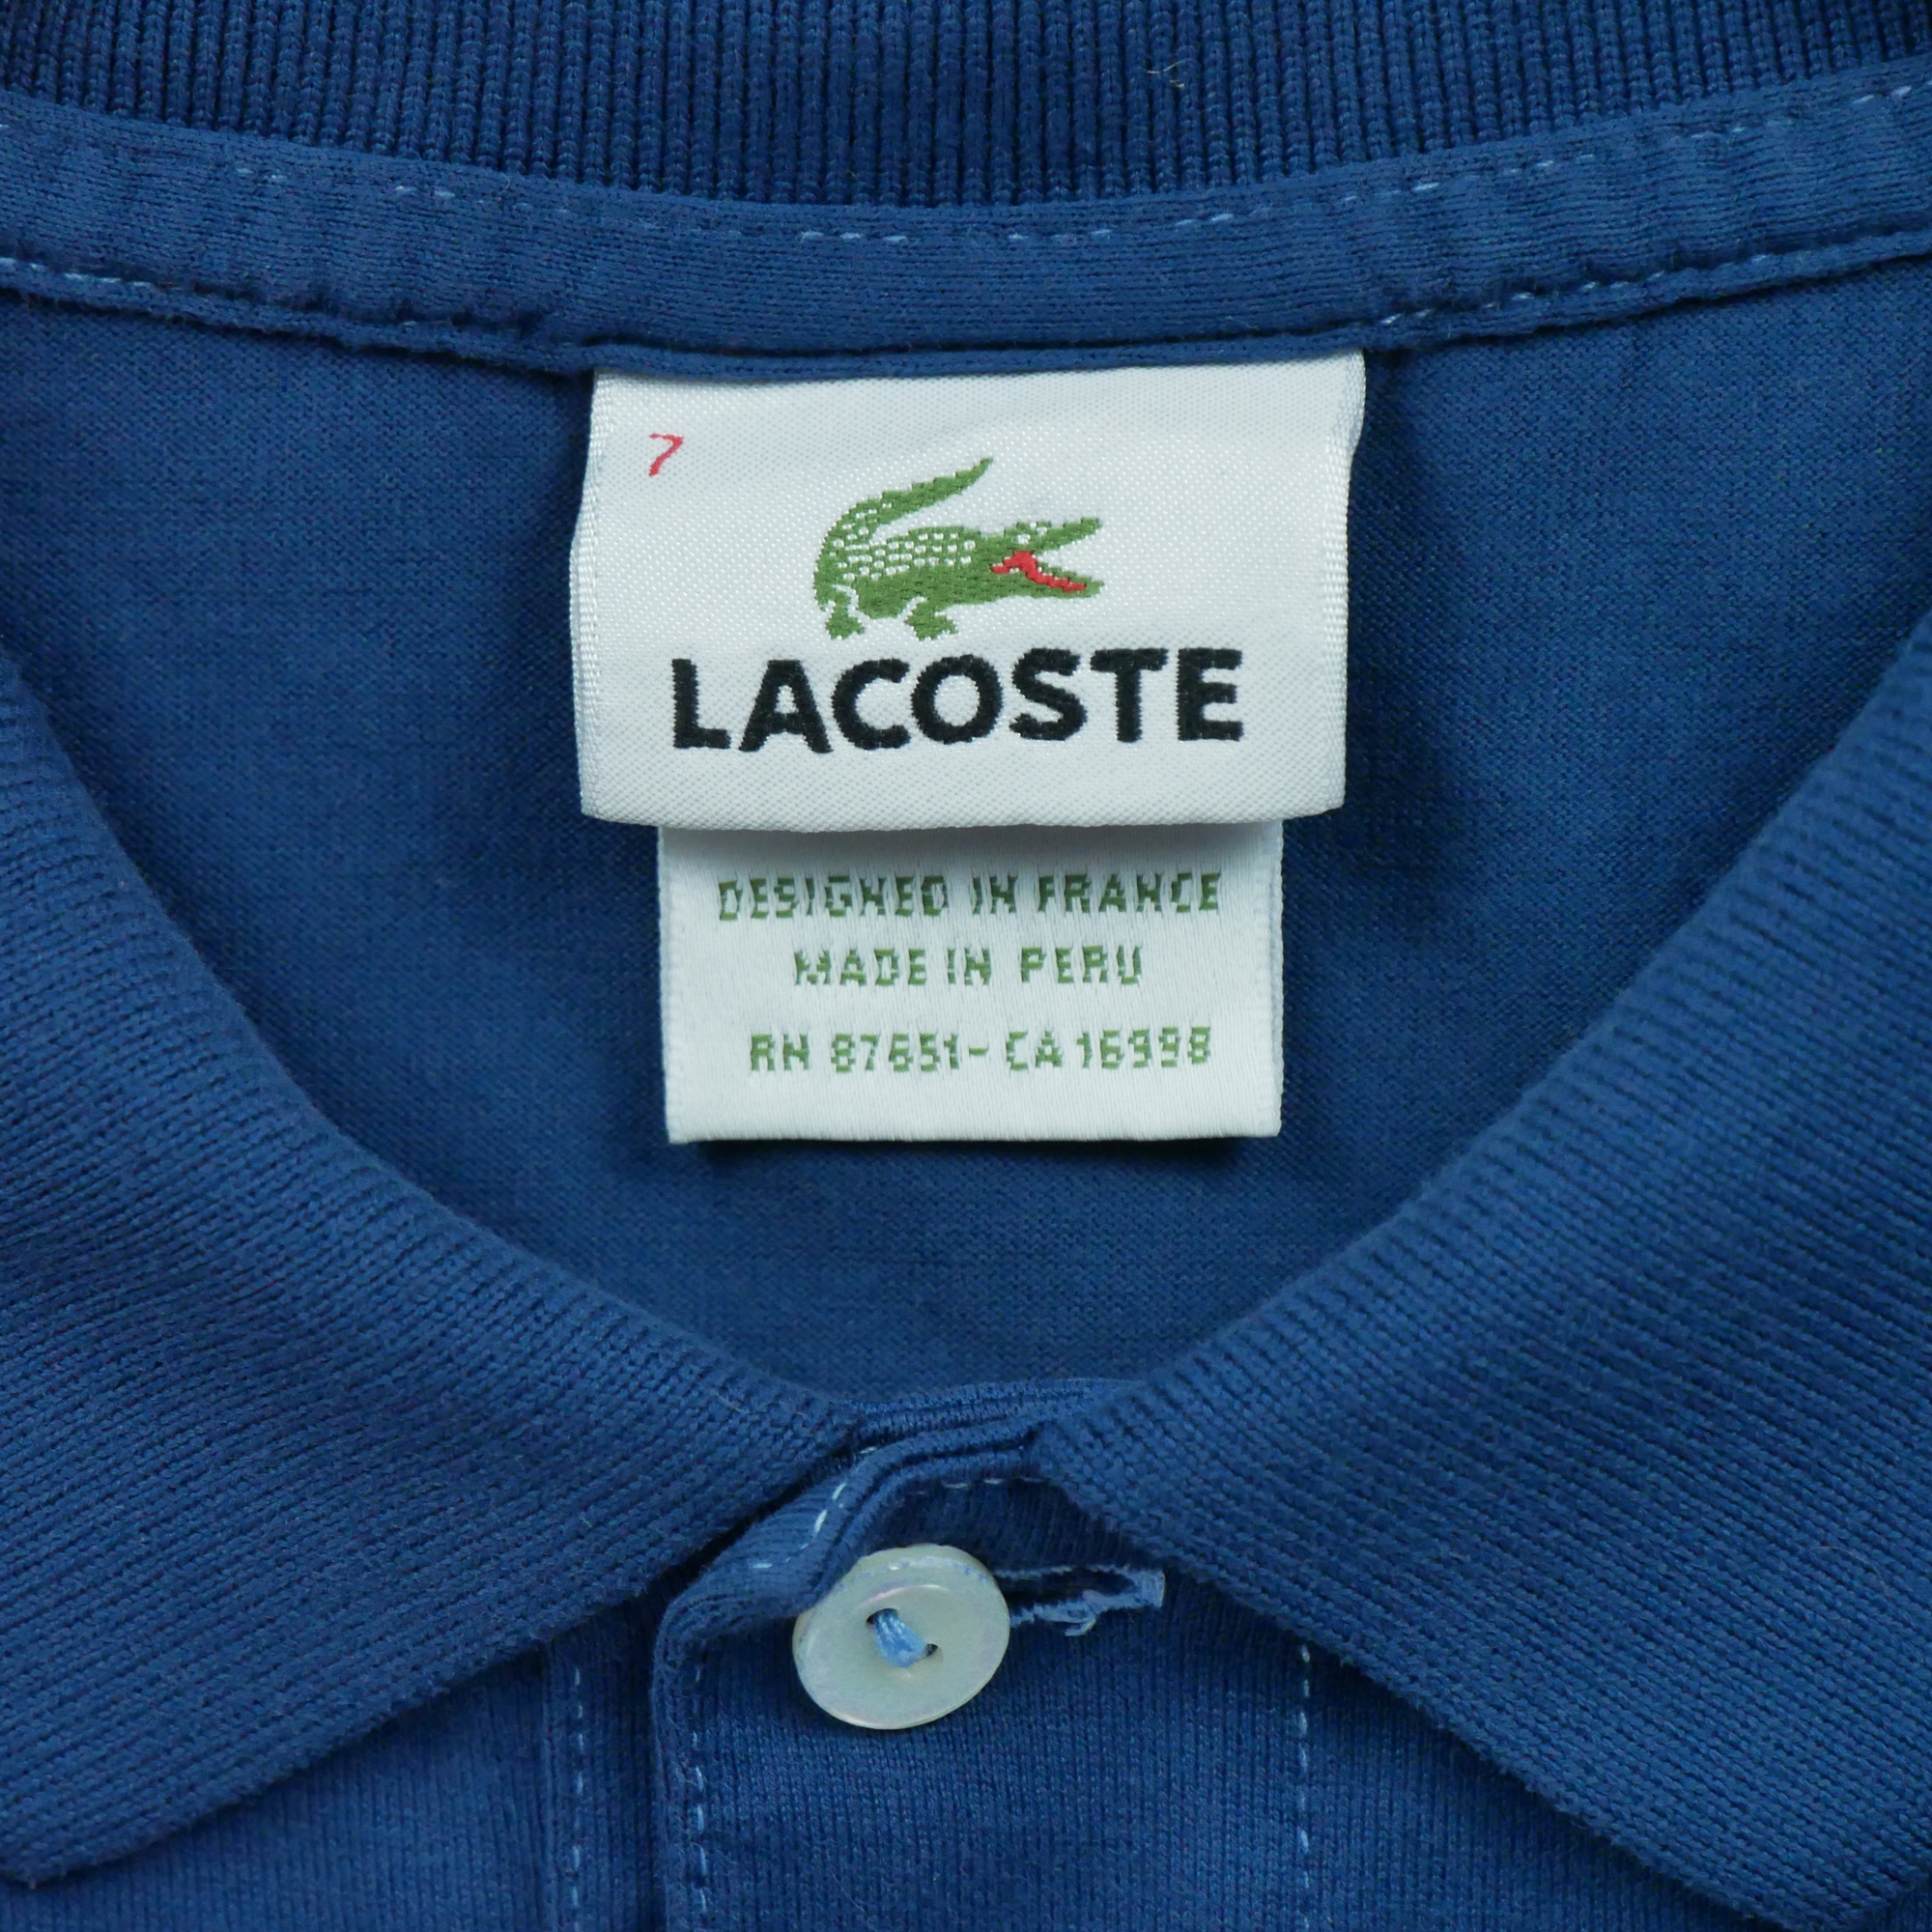 7
LACOSTE
DESIGNED IN FRANCE
MADE IN PERU
RN 87651- CA 16998